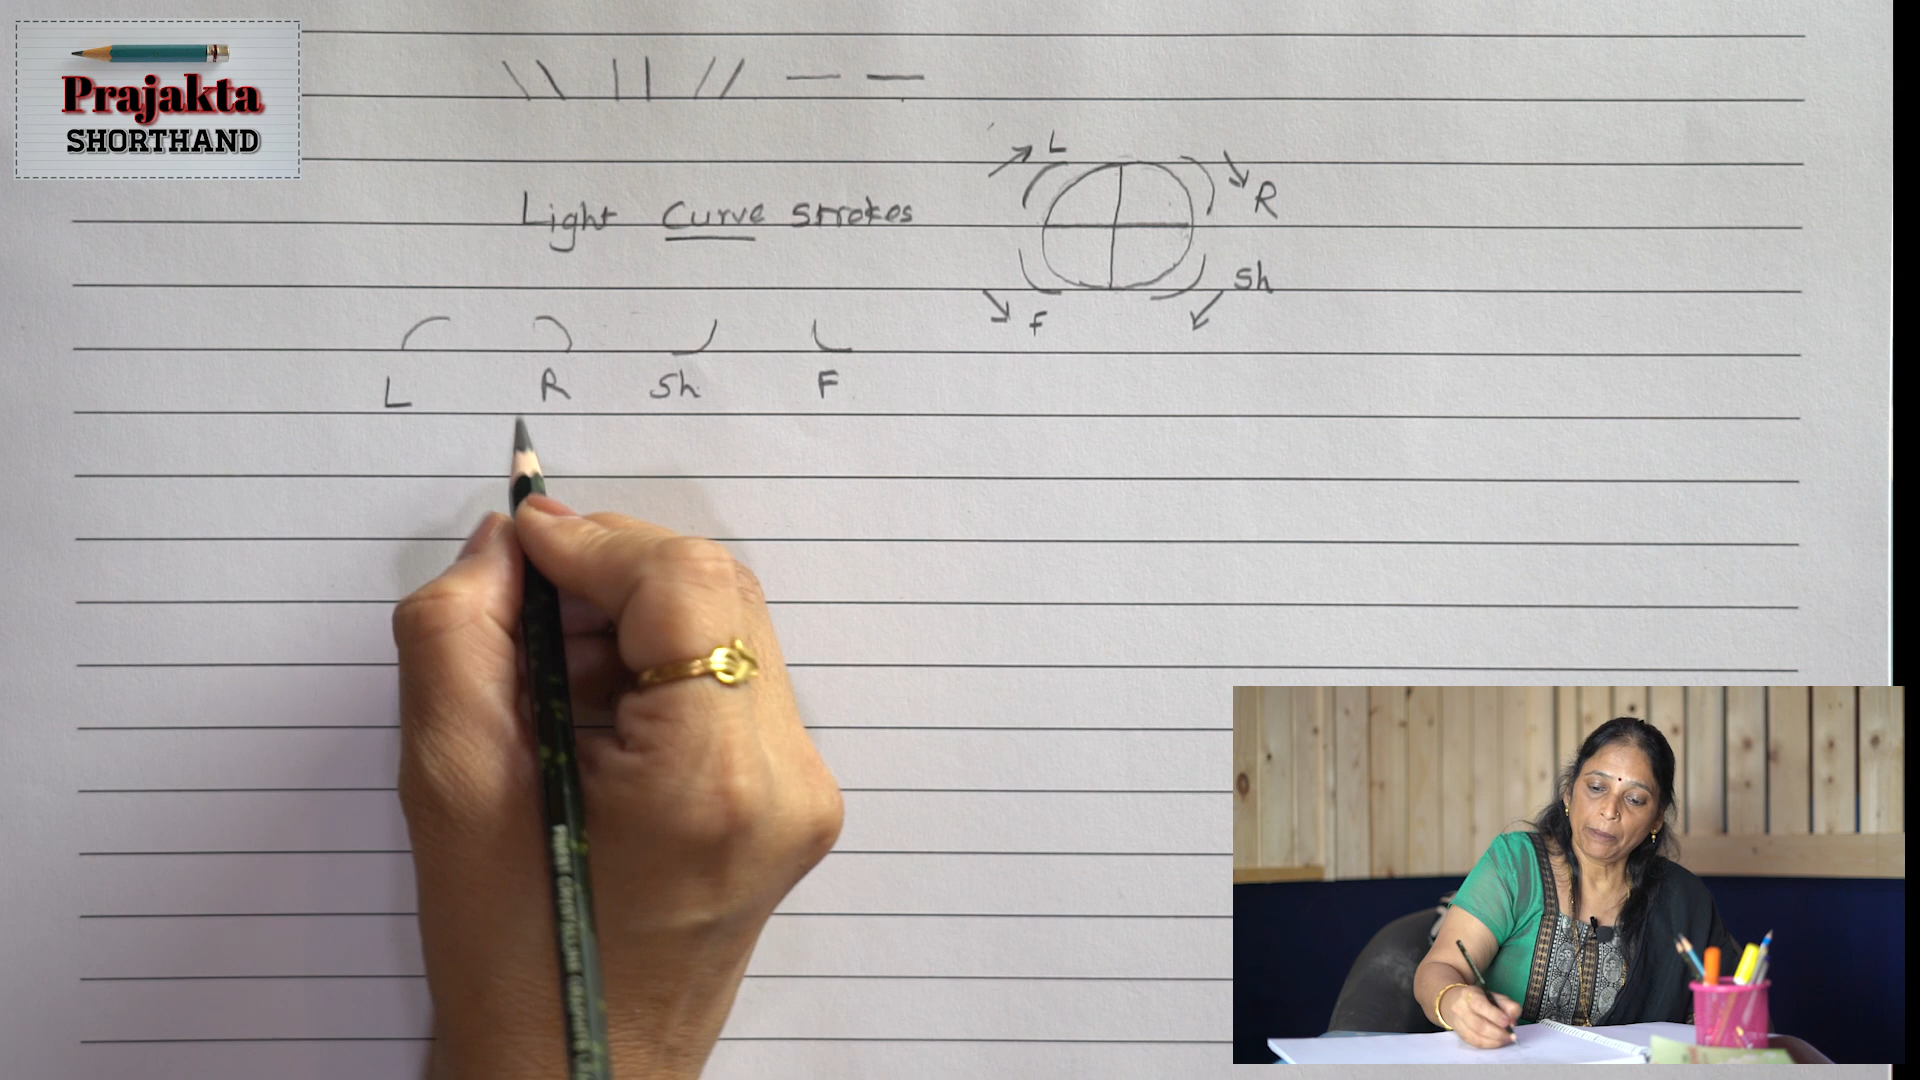 Prajakta
SHORTHAND
L
R
Light Curve strokes
Sh
f
L R Sh F